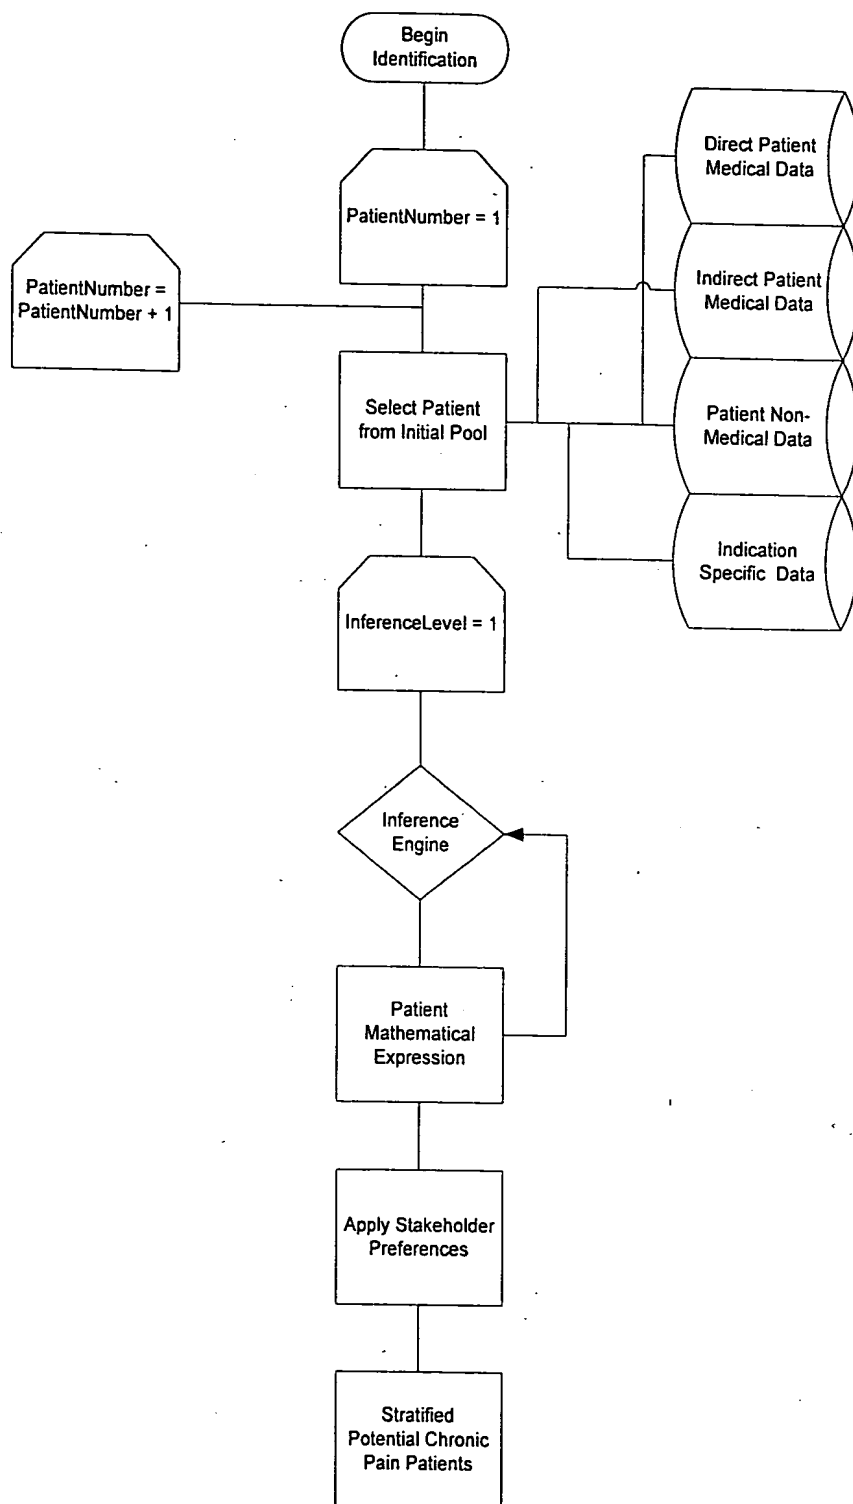 Begin
Identification
PatientNumber = 1
PatientNumber =
PatientNumber + 1
Select Patient
from Initial Pool
Direct Patient
Medical Data
Indirect Patient
Medical Data
Patient Non-
Medical Data
Indication
Specific Data
InferenceLevel = 1
Inference
Engine
Patient
Mathematical
Expression
Apply Stakeholder
Preferences
Stratified
Potential Chronic
Pain Patients